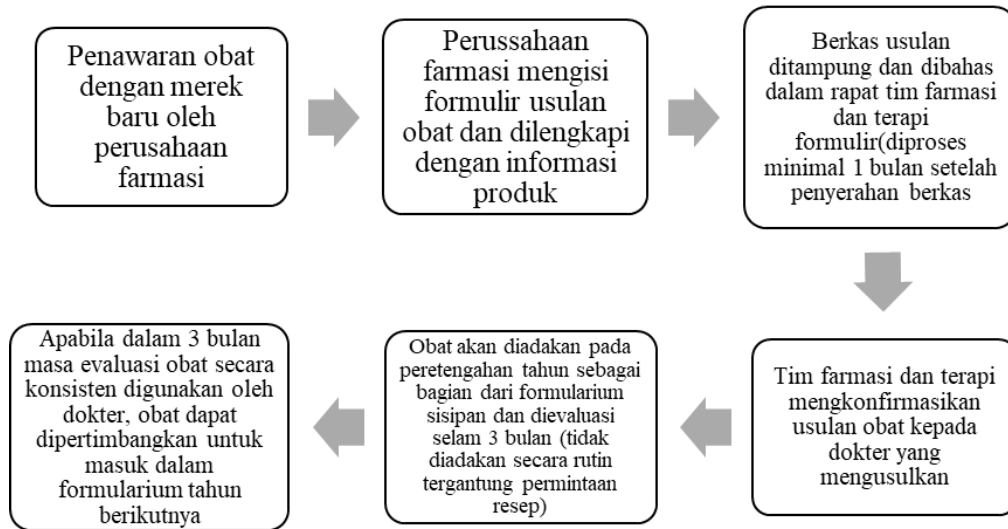 Penawaran obat
dengan merek
baru oleh
perusahaan
farmasi
Perussahaan
farmasi mengisi
formulir usulan
obat dan dilengkapi
dengan informasi
produk
Berkas usulan
ditampung dan dibahas
dalam rapat tim farmasi
dan terapi
formulir(diproses
minimal 1 bulan setelah
penyerahan berkas
Tim farmasi dan terapi
mengkonfirmasikan
usulan obat kepada
dokter yang
mengusulkan
Obat akan diadakan pada
peretengahan tahun sebagai
bagian dari formularium
sisipan dan dievaluasi
selam 3 bulan (tidak
diadakan secara rutin
tergantung permintaan
resep)
Apabila dalam 3 bulan
masa evaluasi obat secara
konsisten digunakan oleh
dokter, obat dapat
dipertimbangkan untuk
masuk dalam
formularium tahun
berikutnya